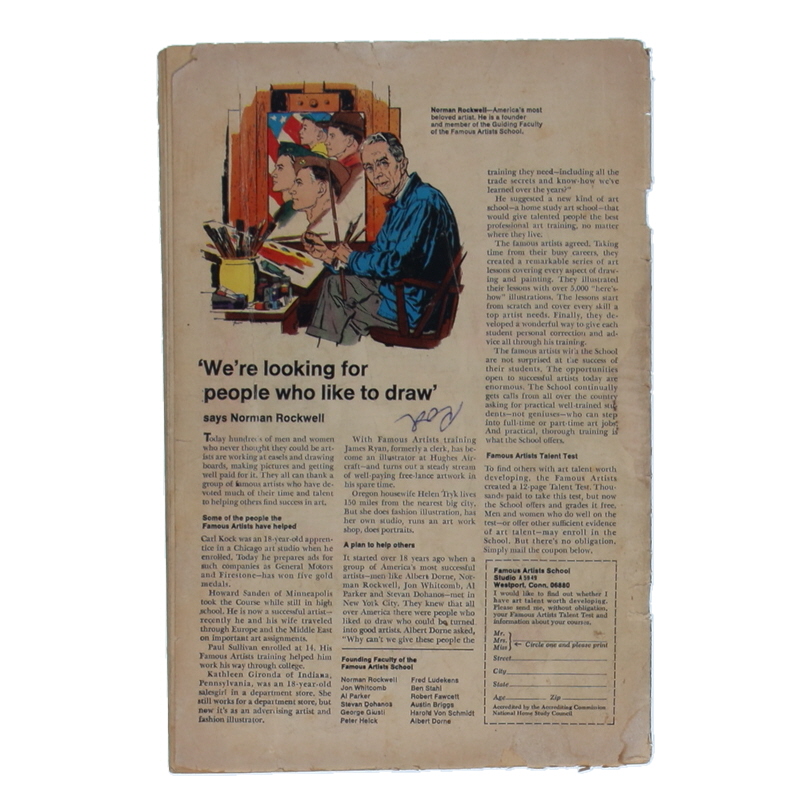 Norman Rockwell—America's most
beloved artist. He is a founder
and member of the Guiding Faculty
of the Famous Artists School.
'We're looking for
people who like to draw'
says Norman Rockwell
Today hundreds of men and women
who never thought they could be art-
ists are working at easels and drawing
boards, making pictures and getting
well paid for it. They all can thank a
group of famous artists who have de-
voted much of their time and talent
to helping others find success in art.
Some of the people the
Famous Artists have helped
Carl Kock was an 18-year-old appren-
tice in a Chicago art studio when he
enrolled. Today he prepares ads for
such companies as General Motors
and Firestone—has won five gold
medals.
Howard Sanden of Minneapolis
took the Course while still in high
school. He is now a successful artist—
recently he and his wife traveled
through Europe and the Middle East
on important art assignments.
Paul Sullivan enrolled at 14. His
Famous Artists training helped him
work his way through college.
Kathleen Gironda of Indiana,
Pennsylvania, was an 18-year-old
salesgirl in a department store. She
still works for a department store, but
now it's as an advertising artist and
fashion illustrator.
With Famous Artists training
James Ryan, formerly a clerk, has be-
come an illustrator at Hughes Air-
craft—and turns out a steady stream
of well-paying free-lance artwork in
his spare time.
Oregon housewife Helen Tryk lives
150 miles from the nearest big city.
But she does fashion illustration, has
her own studio, runs an art work
shop, does portraits.
A plan to help others
It started over 18 years ago when a
group of America's most successful
artists—men like Albert Dorne, Nor-
man Rockwell, Jon Whitcomb, Al
Parker and Stevan Dohanos—met in
New York City. They knew that all
over America there were people who
liked to draw who could be turned
into good artists. Albert Dorne asked,
"Why can't we give these people the
Founding Faculty of the
Famous Artists School
Norman Rockwell
Jon Whitcomb
Al Parker
Stevan Dohanos
George Giusti
Peter Helck
Fred Ludekens
Ben Stahl
Robert Fawcett
Austin Briggs
Harold Von Schmidt
Albert Dorne
training they need—including all the
trade secrets and know-how we've
learned over the years?"
He suggested a new kind of art
school—a home study art school—that
would give talented people the best
professional art training, no matter
where they live.
The famous artists agreed. Taking
time from their busy careers, they
created a remarkable series of art
lessons covering every aspect of draw-
ing and painting. They illustrated
their lessons with over 5,000 "here's-
how" illustrations. The lessons start
from scratch and cover every skill a
top artist needs. Finally, they de-
veloped a wonderful way to give each
student personal correction and ad-
vice all through his training.
The famous artists with the School
are not surprised at the success of
their students. The opportunities
open to successful artists today are
enormous. The School continually
gets calls from all over the country
asking for practical well-trained stu-
dents—not geniuses—who can step
into full-time or part-time art jobs.
And practical, thorough training is
what the School offers.
Famous Artists Talent Test
To find others with art talent worth
developing, the Famous Artists
created a 12-page Talent Test. Thou-
sands paid to take this test, but now
the School offers and grades it free.
Men and women who do well on the
test—or offer other sufficient evidence
of art talent—may enroll in the
School. But there's no obligation.
Simply mail the coupon below.
Famous Artists School
Studio
Westport, Conn. 06880
I would like to find out whether I
have art talent worth developing.
Please send me, without obligation,
your Famous Artists Talent Test and
information about your courses.
Mr.
Mrs.
Miss
← Circle one and please print
Street
City
State
Age Zip
Accredited by the Accrediting Commission
National Home Study Council